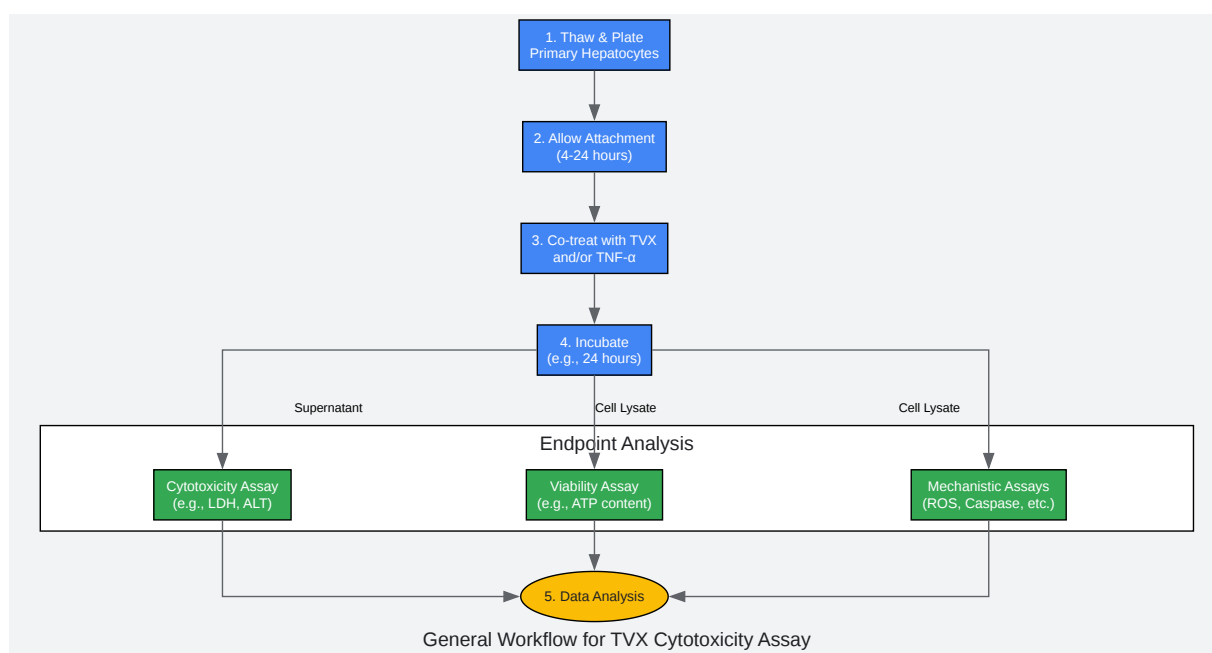 1. Thaw & Plate
Primary Hepatocytes
2. Allow Attachment
(4-24 hours)
3. Co-treat with TVX
and/or TNF-α
4. Incubate
(e.g., 24 hours)
Supernatant
Cell Lysate
Cell Lysate
Endpoint Analysis
Cytotoxicity Assay
(e.g., LDH, ALT)
Viability Assay
(e.g., ATP content)
Mechanistic Assays
(ROS, Caspase, etc.)
5. Data Analysis
General Workflow for TVX Cytotoxicity Assay